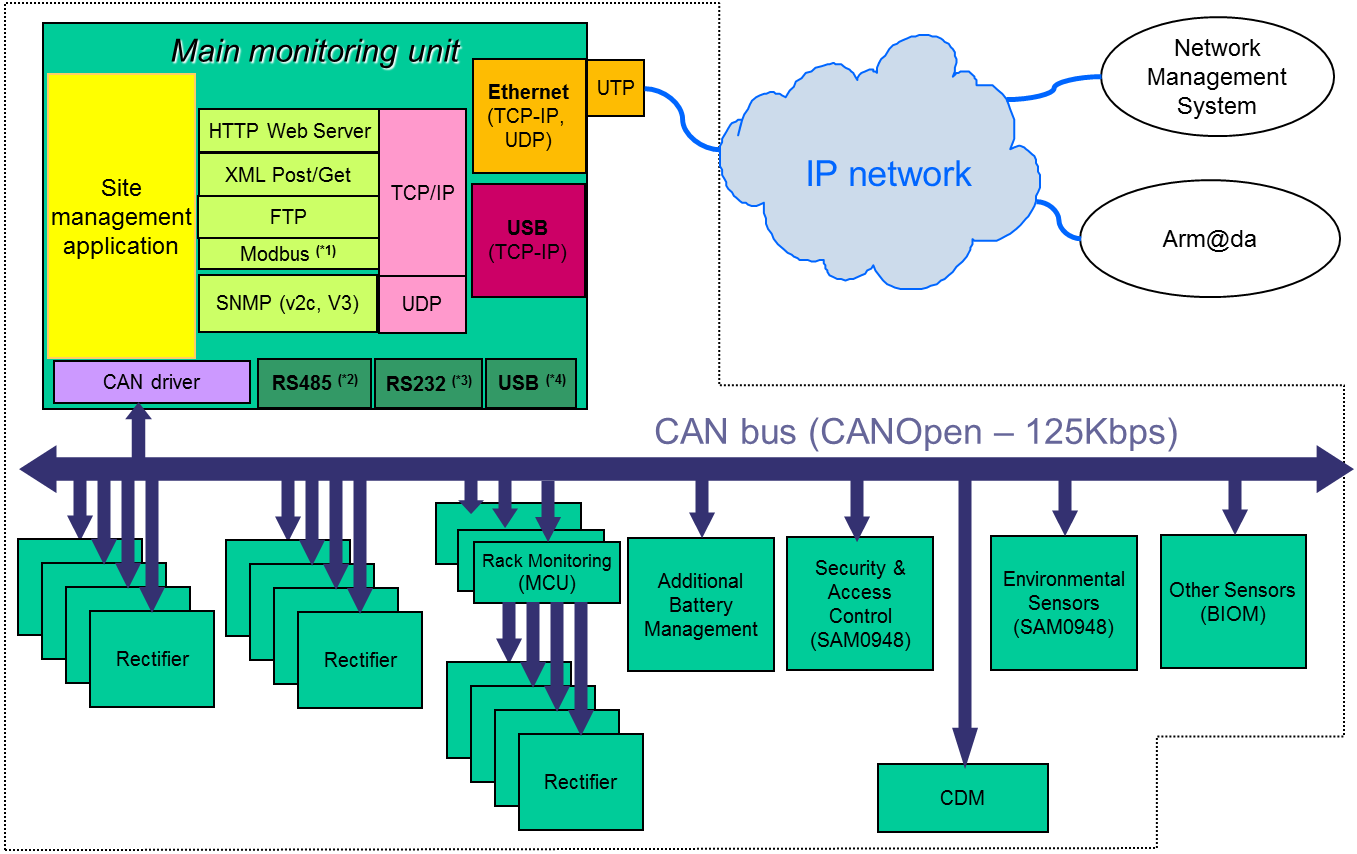 Main monitoring unit
Site
management
application
HTTP Web Server
XML Post/Get
FTP
Modbus (*1)
SNMP (v2c, V3)
TCP/IP
UDP
Ethernet
(TCP-IP,
UDP)
UTP
USB
(TCP-IP)
CAN driver
RS485 (*2)
RS232 (*3)
USB (*4)
IP network
Network
Management
System
Arm@da
CAN bus (CANOpen – 125Kbps)
Rectifier
Rectifier
Rack Monitoring
(MCU)
Rectifier
Additional
Battery
Management
Security &
Access
Control
(SAM0948)
CDM
Environmental
Sensors
(SAM0948)
Other Sensors
(BIOM)